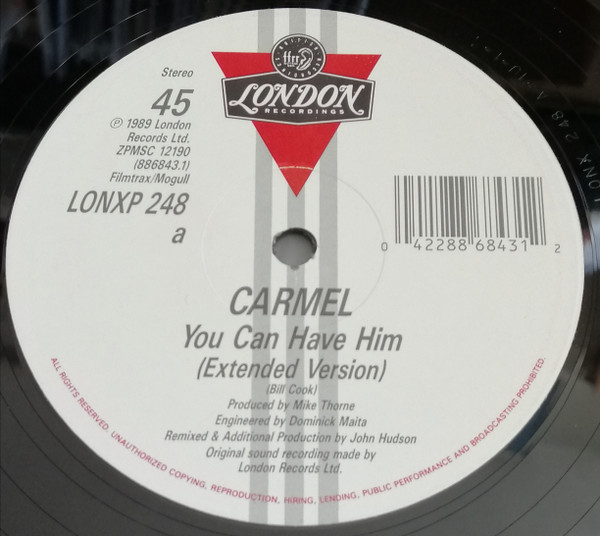 ffrr
LONDON
RECORDINGS
Stereo
45
℗ 1989 London
Records Ltd.
ZPMSC 12190
(886843.1)
Filmtrax/Mogull
LONXP 248
a
0 42288 68431 2
CARMEL
You Can Have Him
(Extended Version)
(Bill Cook)
Produced by Mike Thorne
Engineered by Dominick Maita
Remixed & Additional Production by John Hudson
Original sound recording made by
London Records Ltd.
ALL RIGHTS RESERVED. UNAUTHORIZED COPYING, REPRODUCTION, HIRING, LENDING, PUBLIC PERFORMANCE AND BROADCASTING PROHIBITED.